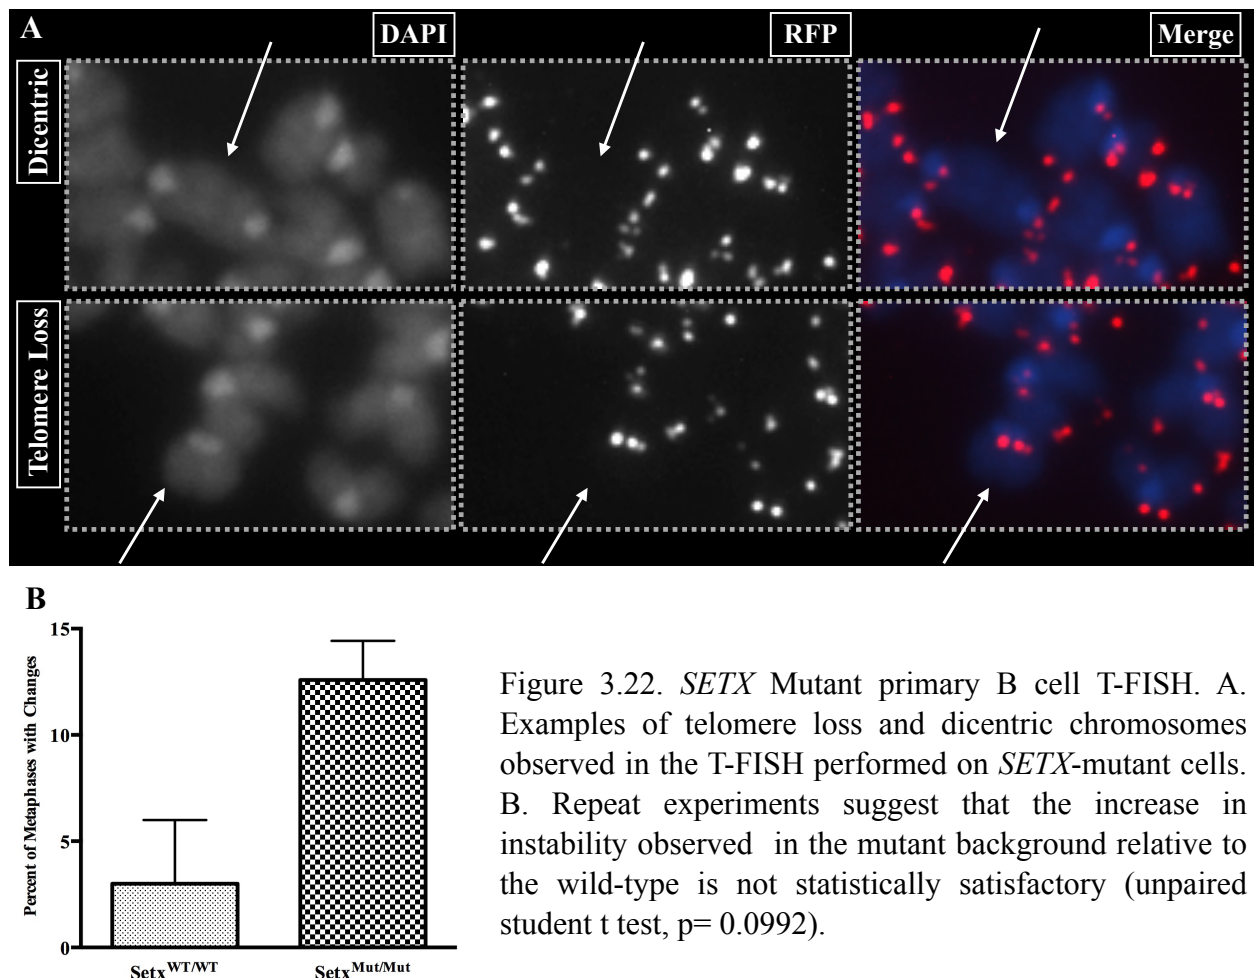 A
DAPI
RFP
Merge
Dicentric
Telomere Loss
B
15
10
5
0
Percent of Metaphases with Changes
Setx^WT/WT
Setx^Mut/Mut
Figure 3.22. SETX Mutant primary B cell T-FISH. A.
Examples of telomere loss and dicentric chromosomes
observed in the T-FISH performed on SETX-mutant cells.
B. Repeat experiments suggest that the increase in
instability observed in the mutant background relative to
the wild-type is not statistically satisfactory (unpaired
student t test, p= 0.0992).